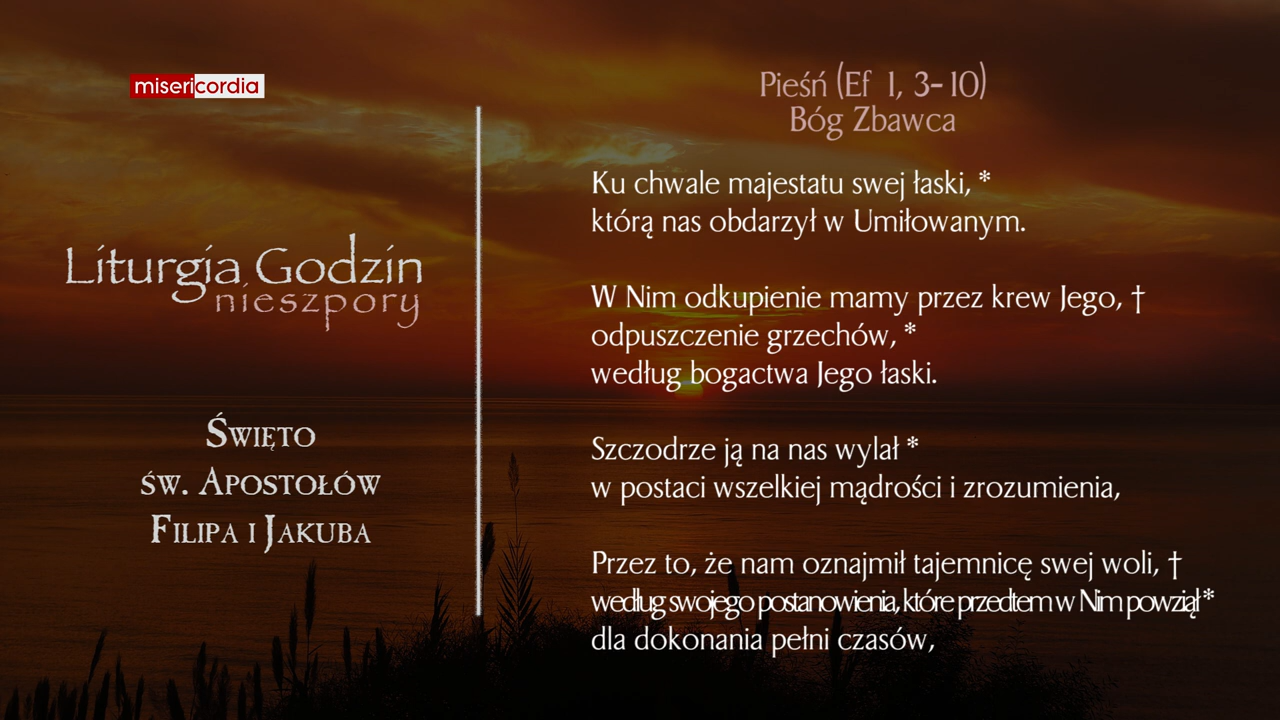 misericordia
Liturgia Godzin
nieszpory
Święto
św. Apostołów
Filipa i Jakuba
Pieśń (Ef 1, 3-10)
Bóg Zbawca
Ku chwale majestatu swej łaski, *
którą nas obdarzył w Umiłowanym.
W Nim odkupienie mamy przez krew Jego, †
odpuszczenie grzechów, *
według bogactwa Jego łaski.
Szczodrze ją na nas wylał *
w postaci wszelkiej mądrości i zrozumienia,
Przez to, że nam oznajmił tajemnicę swej woli, †
według swojego postanowienia, które przedtem w Nim powziął *
dla dokonania pełni czasów,